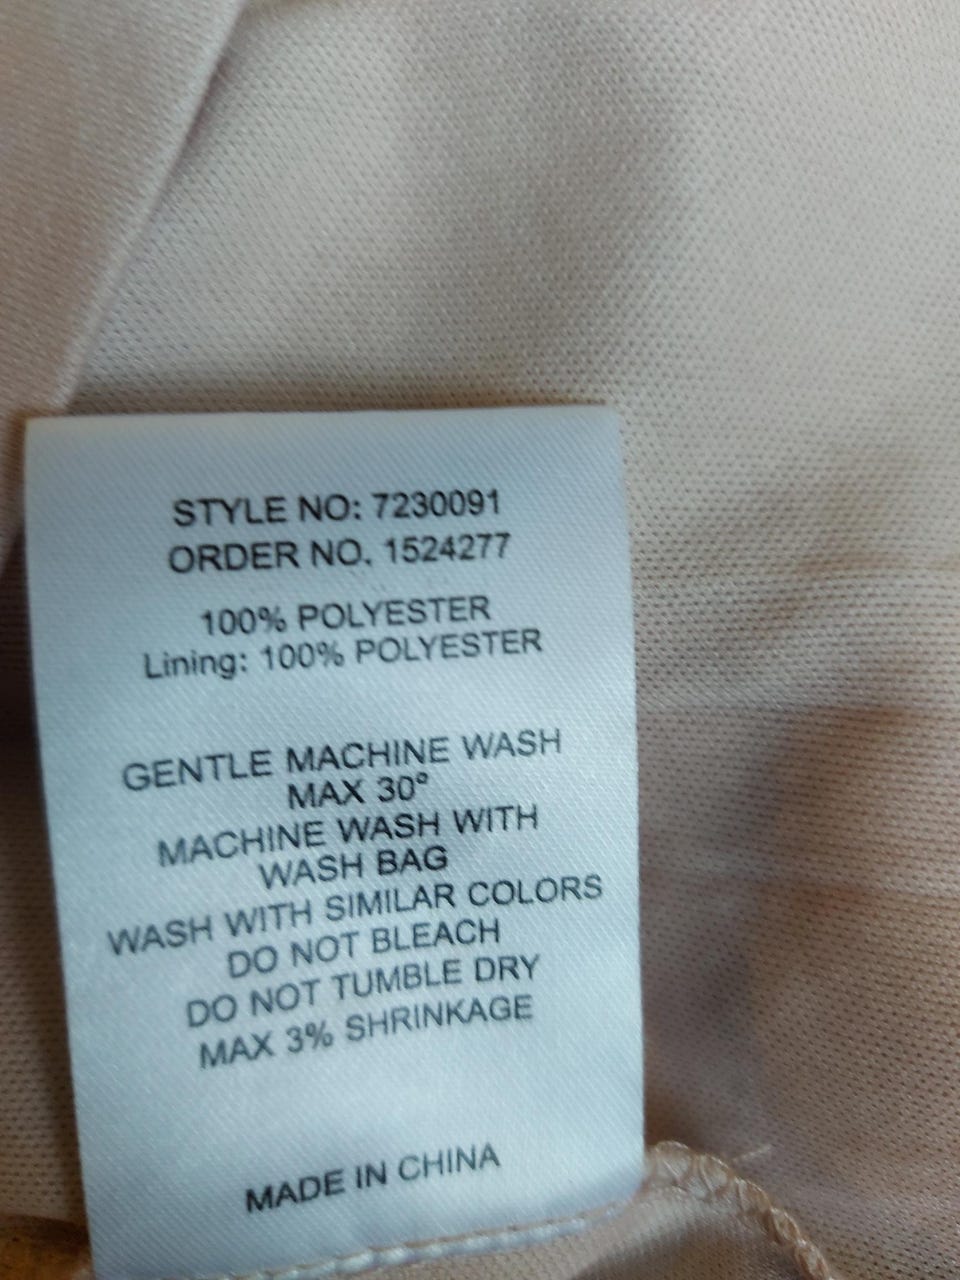 STYLE NO: 7230091
ORDER NO. 1524277
100% POLYESTER
Lining: 100% POLYESTER
GENTLE MACHINE WASH
MAX 30°
MACHINE WASH WITH
WASH BAG
WASH WITH SIMILAR COLORS
DO NOT BLEACH
DO NOT TUMBLE DRY
MAX 3% SHRINKAGE
MADE IN CHINA